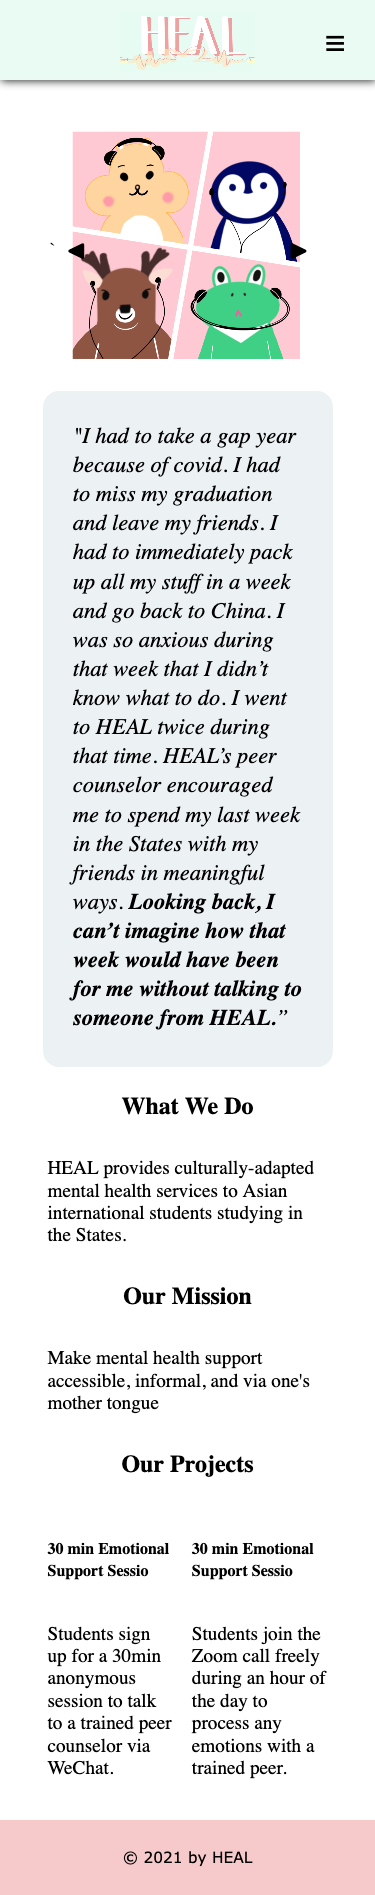 HEAL
"I had to take a gap year
because of covid. I had
to miss my graduation
and leave my friends. I
had to immediately pack
up all my stuff in a week
and go back to China. I
was so anxious during
that week that I didn’t
know what to do. I went
to HEAL twice during
that time. HEAL’s peer
counselor encouraged
me to spend my last week
in the States with my
friends in meaningful
ways. Looking back, I
can’t imagine how that
week would have been
for me without talking to
someone from HEAL.”
What We Do
HEAL provides culturally-adapted
mental health services to Asian
international students studying in
the States.
Our Mission
Make mental health support
accessible, informal, and via one's
mother tongue
Our Projects
30 min Emotional
Support Sessio
Students sign
up for a 30min
anonymous
session to talk
to a trained peer
counselor via
WeChat.
30 min Emotional
Support Sessio
Students join the
Zoom call freely
during an hour of
the day to
process any
emotions with a
trained peer.
© 2021 by HEAL